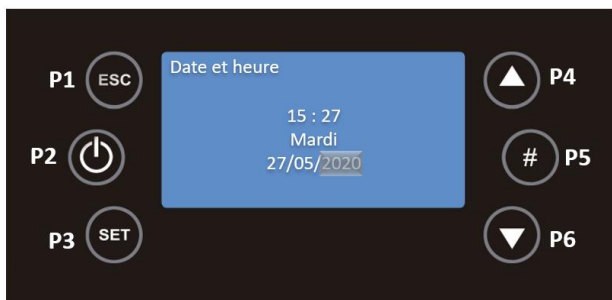 Date et heure
P1 ESC
P4
15 : 27
Mardi
P2
# P5
27/05/2020
P3 SET
P6